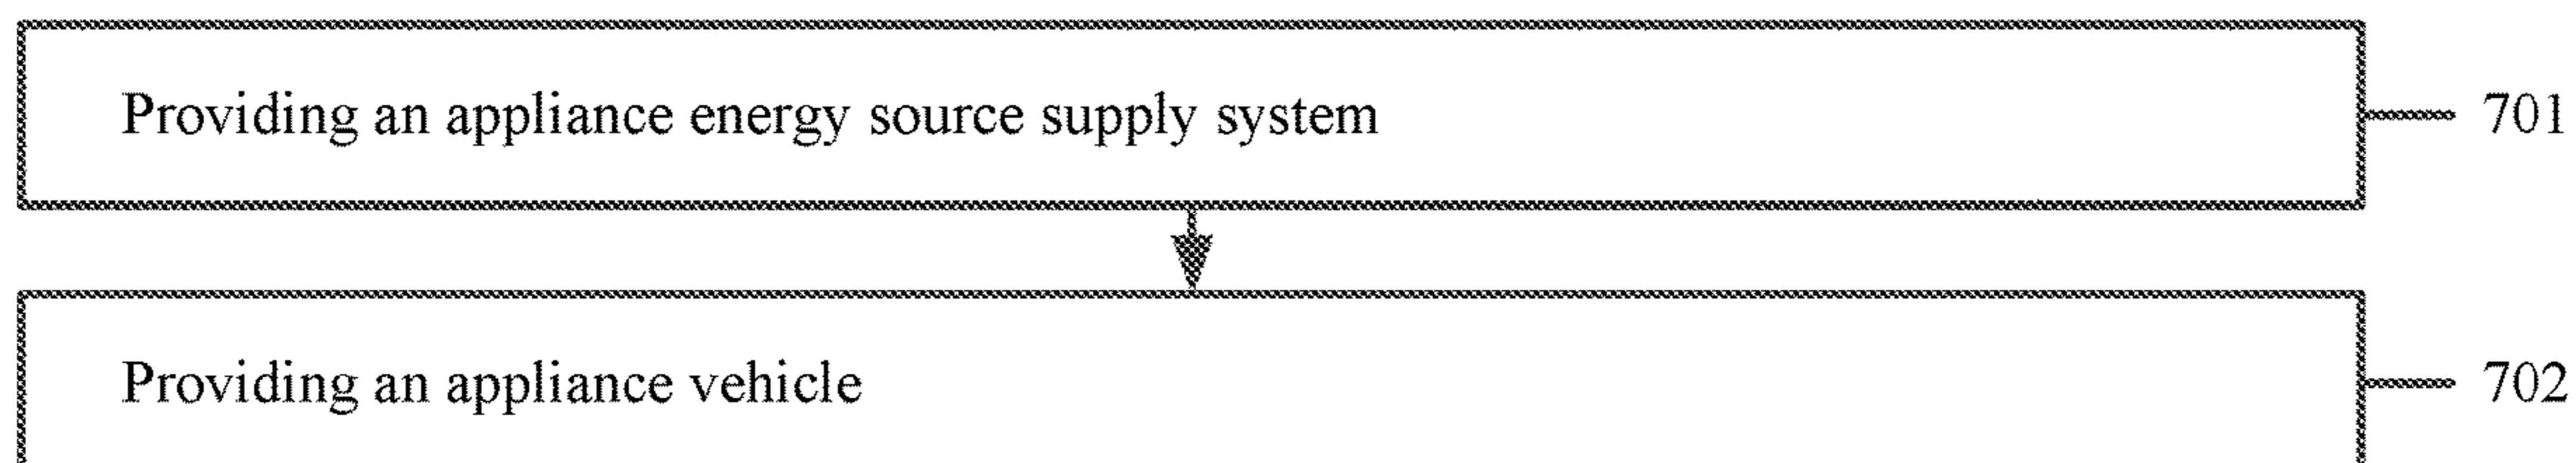 Providing an appliance energy source supply system 701
Providing an appliance vehicle 702